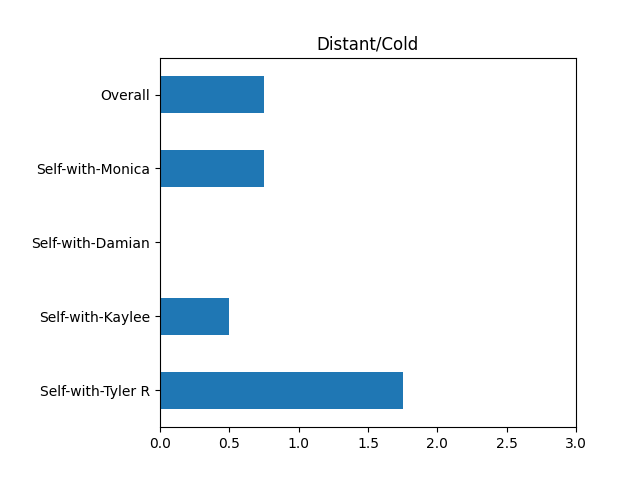 Distant/Cold
Overall
Self-with-Monica
Self-with-Damian
Self-with-Kaylee
Self-with-Tyler R
0.0 0.5 1.0 1.5 2.0 2.5 3.0